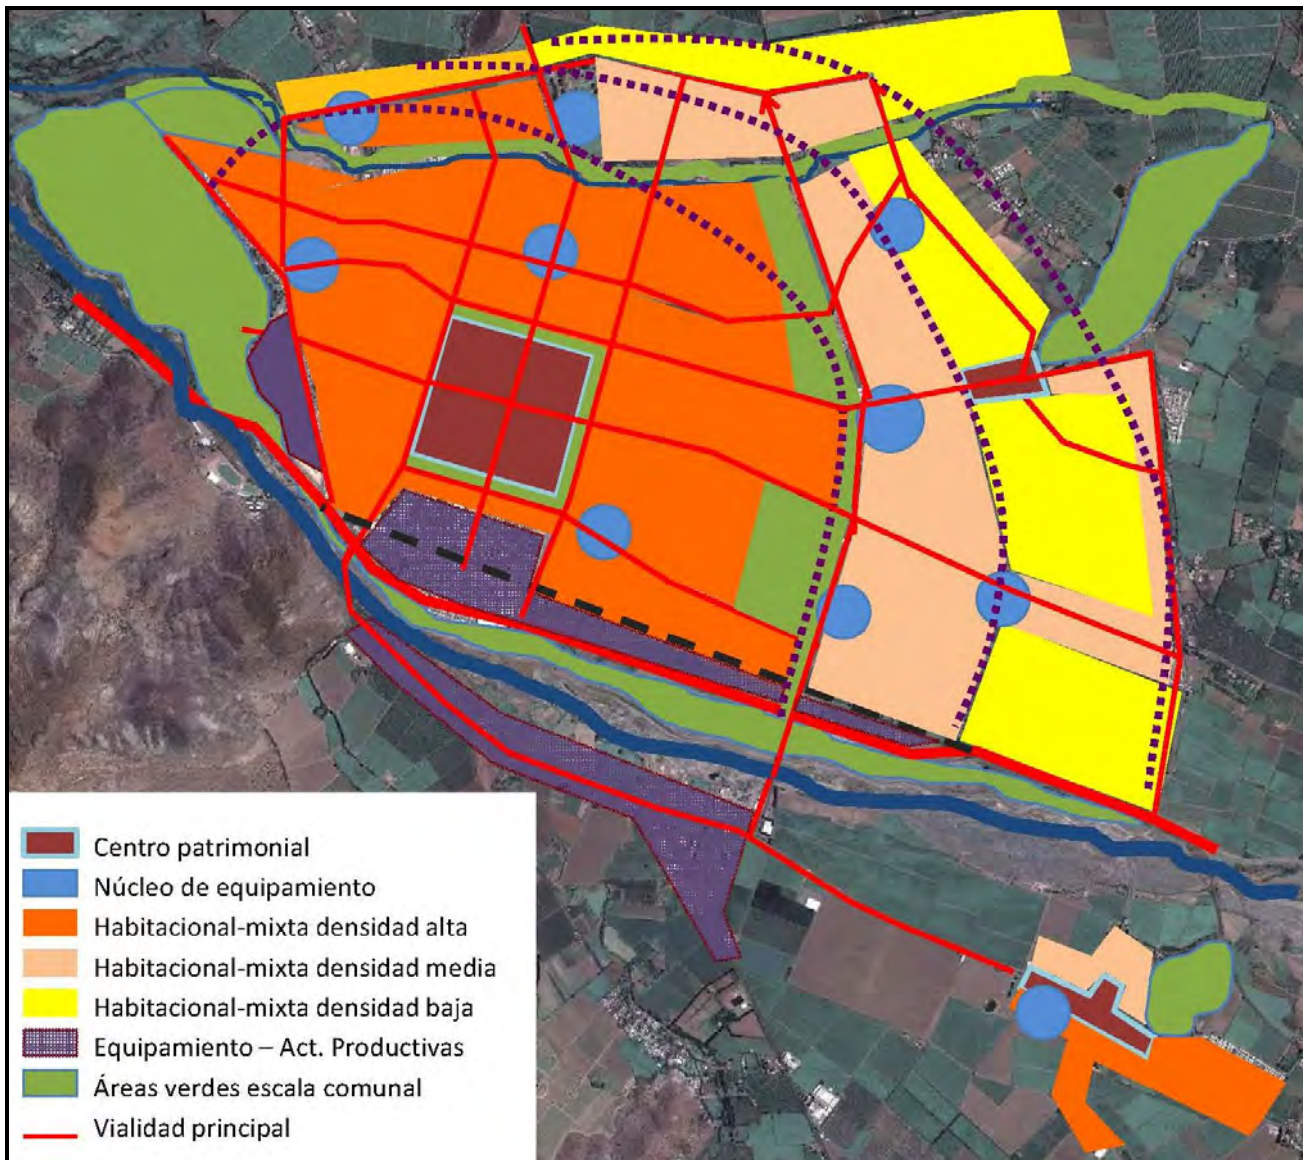 Centro patrimonial
Núcleo de equipamiento
Habitacional-mixta densidad alta
Habitacional-mixta densidad media
Habitacional-mixta densidad baja
Equipamiento – Act. Productivas
Áreas verdes escala comunal
Vialidad principal